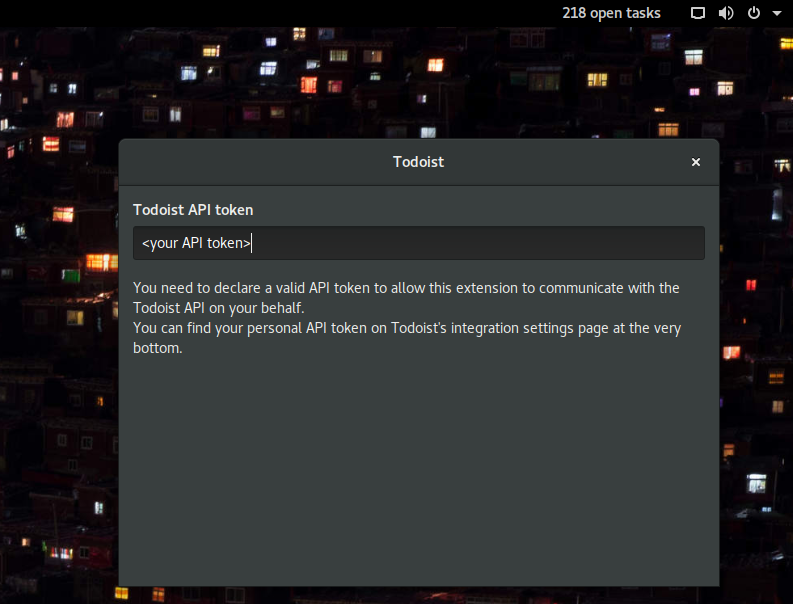 218 open tasks
Todoist
Todoist API token
<your API token>
You need to declare a valid API token to allow this extension to communicate with the
Todoist API on your behalf.
You can find your personal API token on Todoist's integration settings page at the very
bottom.